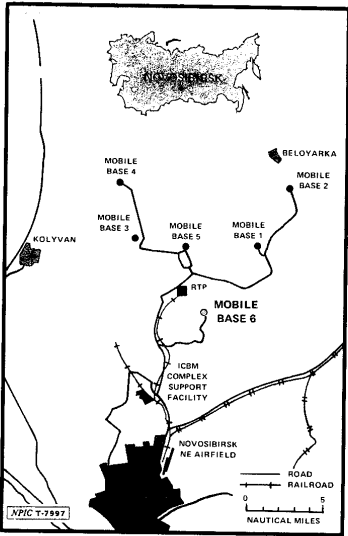 NOVOSIBIRSK
BELOYARKA
MOBILE
BASE 4
MOBILE
BASE 2
MOBILE
BASE 3
MOBILE
BASE 5
MOBILE
BASE 1
KOLYVAN
RTP
MOBILE
BASE 6
ICBM
COMPLEX
SUPPORT
FACILITY
NOVOSIBIRSK
NE AIRFIELD
ROAD
RAILROAD
0 5
NAUTICAL MILES
NPIC T-7997